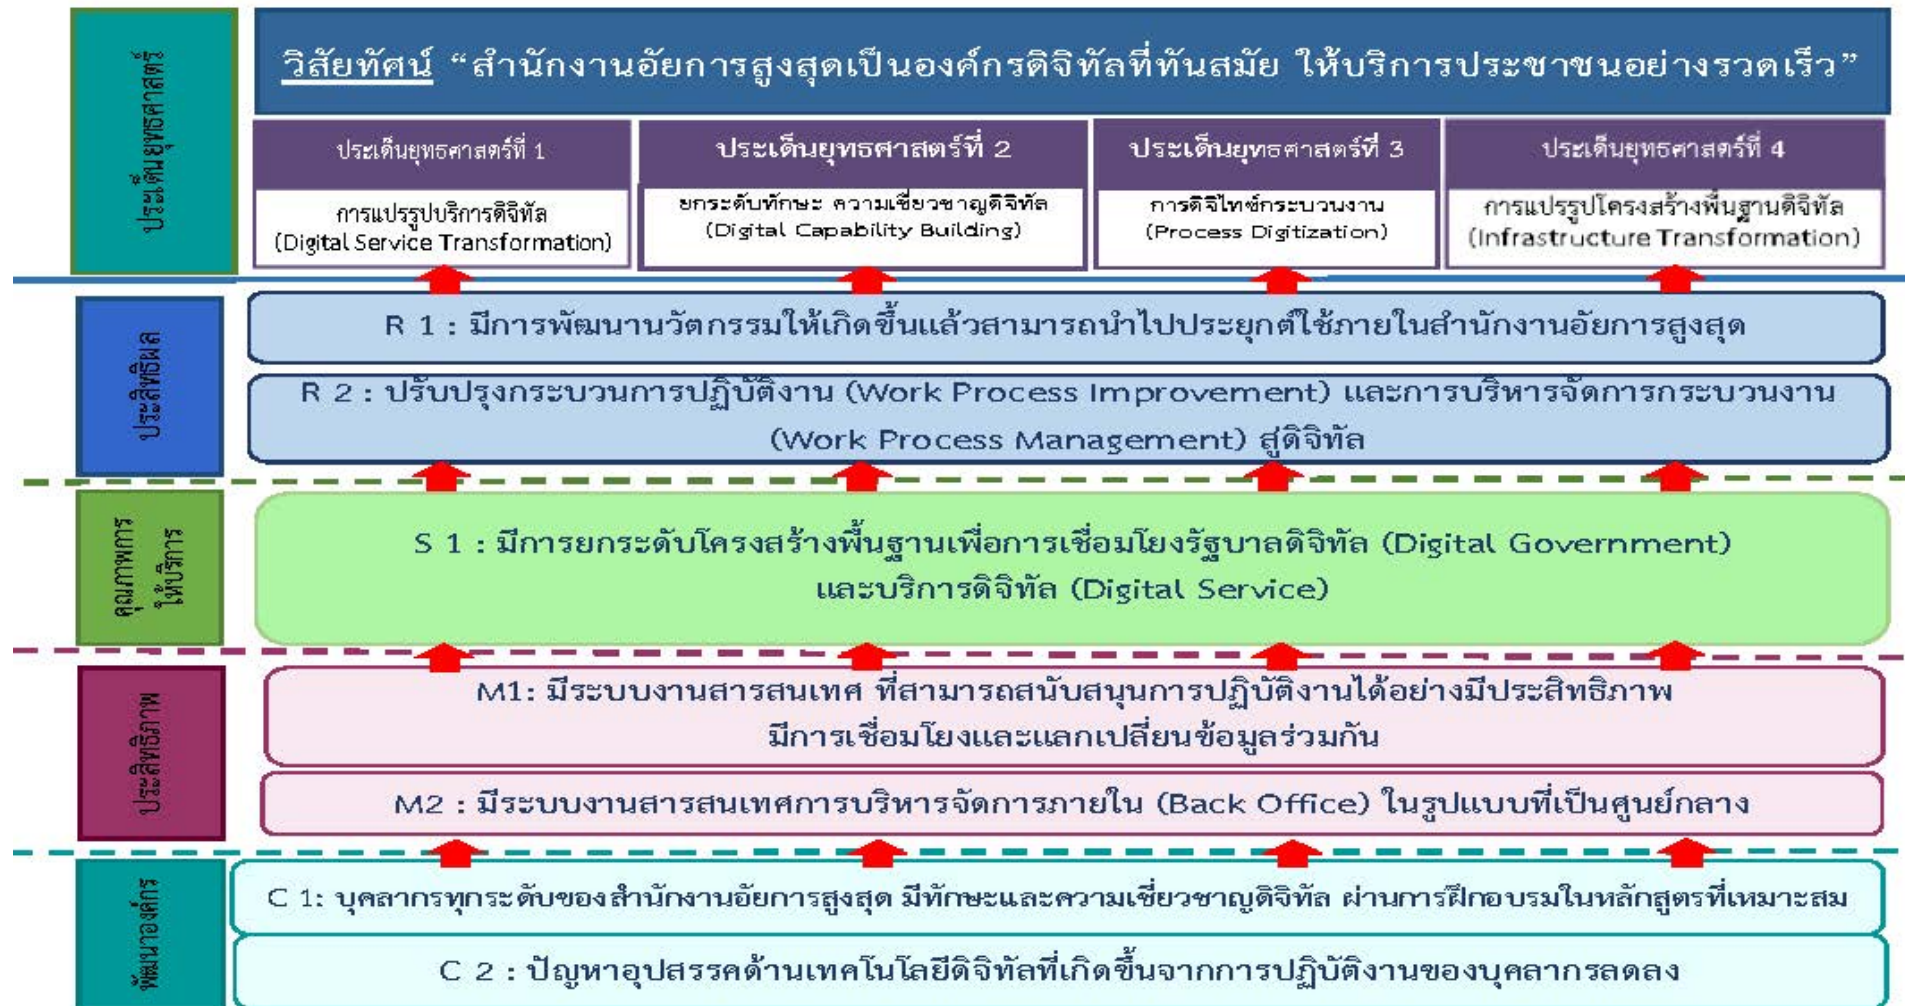 ประเด็นยุทธศาสตร์
วิสัยทัศน์ “สำนักงานอัยการสูงสุดเป็นองค์กรดิจิทัลที่ทันสมัย ให้บริการประชาชนอย่างรวดเร็ว”
ประเด็นยุทธศาสตร์ที่ 1
การแปรรูปบริการดิจิทัล
(Digital Service Transformation)
ประเด็นยุทธศาสตร์ที่ 2
ยกระดับทักษะ ความเชี่ยวชาญดิจิทัล
(Digital Capability Building)
ประเด็นยุทธศาสตร์ที่ 3
การดิจิไทซ์กระบวนงาน
(Process Digitization)
ประเด็นยุทธศาสตร์ที่ 4
การแปรรูปโครงสร้างพื้นฐานดิจิทัล
(Infrastructure Transformation)
ประสิทธิผล
R 1 : มีการพัฒนานวัตกรรมให้เกิดขึ้นแล้วสามารถนำไปประยุกต์ใช้ภายในสำนักงานอัยการสูงสุด
R 2 : ปรับปรุงกระบวนการปฏิบัติงาน (Work Process Improvement) และการบริหารจัดการกระบวนงาน
(Work Process Management) สู่ดิจิทัล
คุณภาพการ
ให้บริการ
S 1 : มีการยกระดับโครงสร้างพื้นฐานเพื่อการเชื่อมโยงรัฐบาลดิจิทัล (Digital Government)
และบริการดิจิทัล (Digital Service)
ประสิทธิภาพ
M1: มีระบบงานสารสนเทศ ที่สามารถสนับสนุนการปฏิบัติงานได้อย่างมีประสิทธิภาพ
มีการเชื่อมโยงและแลกเปลี่ยนข้อมูลร่วมกัน
M2 : มีระบบงานสารสนเทศการบริหารจัดการภายใน (Back Office) ในรูปแบบที่เป็นศูนย์กลาง
พัฒนาองค์กร
C 1: บุคลากรทุกระดับของสำนักงานอัยการสูงสุด มีทักษะและความเชี่ยวชาญดิจิทัล ผ่านการฝึกอบรมในหลักสูตรที่เหมาะสม
C 2 : ปัญหาอุปสรรคด้านเทคโนโลยีดิจิทัลที่เกิดขึ้นจากการปฏิบัติงานของบุคลากรลดลง